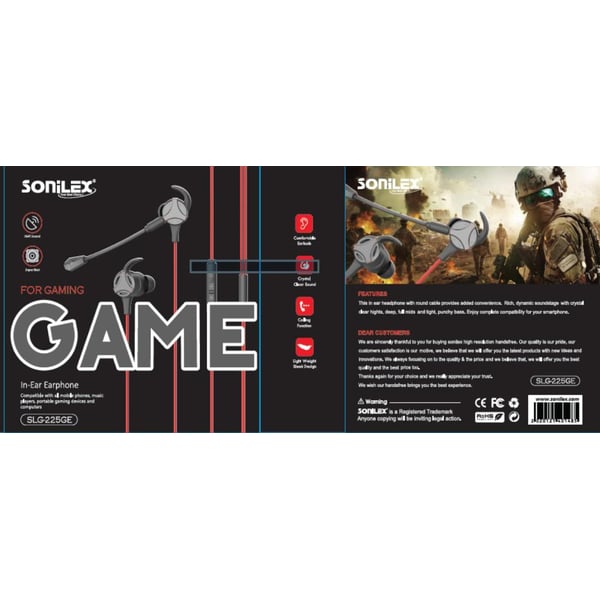 SONiLEX®
FOR GAMING
GAME
In-Ear Earphone
Compatible with all mobile phones, music
players, portable gaming devices and
computers
SLG-225GE
Comfortable
Earbuds
Crystal
Clear Sound
Calling
Function
Light Weight
Sleek Design
SONiLEX®
FEATURES
This in ear headphone with round cable provides added convenience. Rich, dynamic soundstage with crystal
clear highs, deep, full mids and tight, punchy bass. Enjoy complete compatibility for your smartphone.
DEAR CUSTOMERS
We are sincerely thankful to you for buying sonilex high resolution handsfree. Our quality is our pride, our
customers satisfaction is our motive, we believe that we will offer you the latest products with new ideas and
innovations. We always focusing on to the quality and the price and we believe that, we will offer you the best
quality and the best price too.
Thanks again for your choice and we really appreciate your trust.
We wish our handsfree brings you the best experience.
SLG-225GE
Warning
SONiLEX® is a Registered Trademark
Anyone copying will be inviting legal action.
CE FC
RoHS
www.sonilex.com